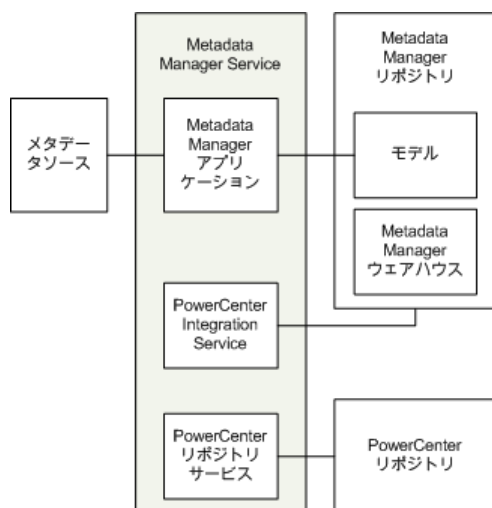 Metadata
Manager Service
Metadata
Manager
リポジトリ
メタデー
タソース
Metadata
Manager
アプリ
ケーション
モデル
Metadata
Manager
ウェアハウス
PowerCenter
Integration
Service
PowerCenter
リポジトリ
サービス
PowerCenter
リポジトリ